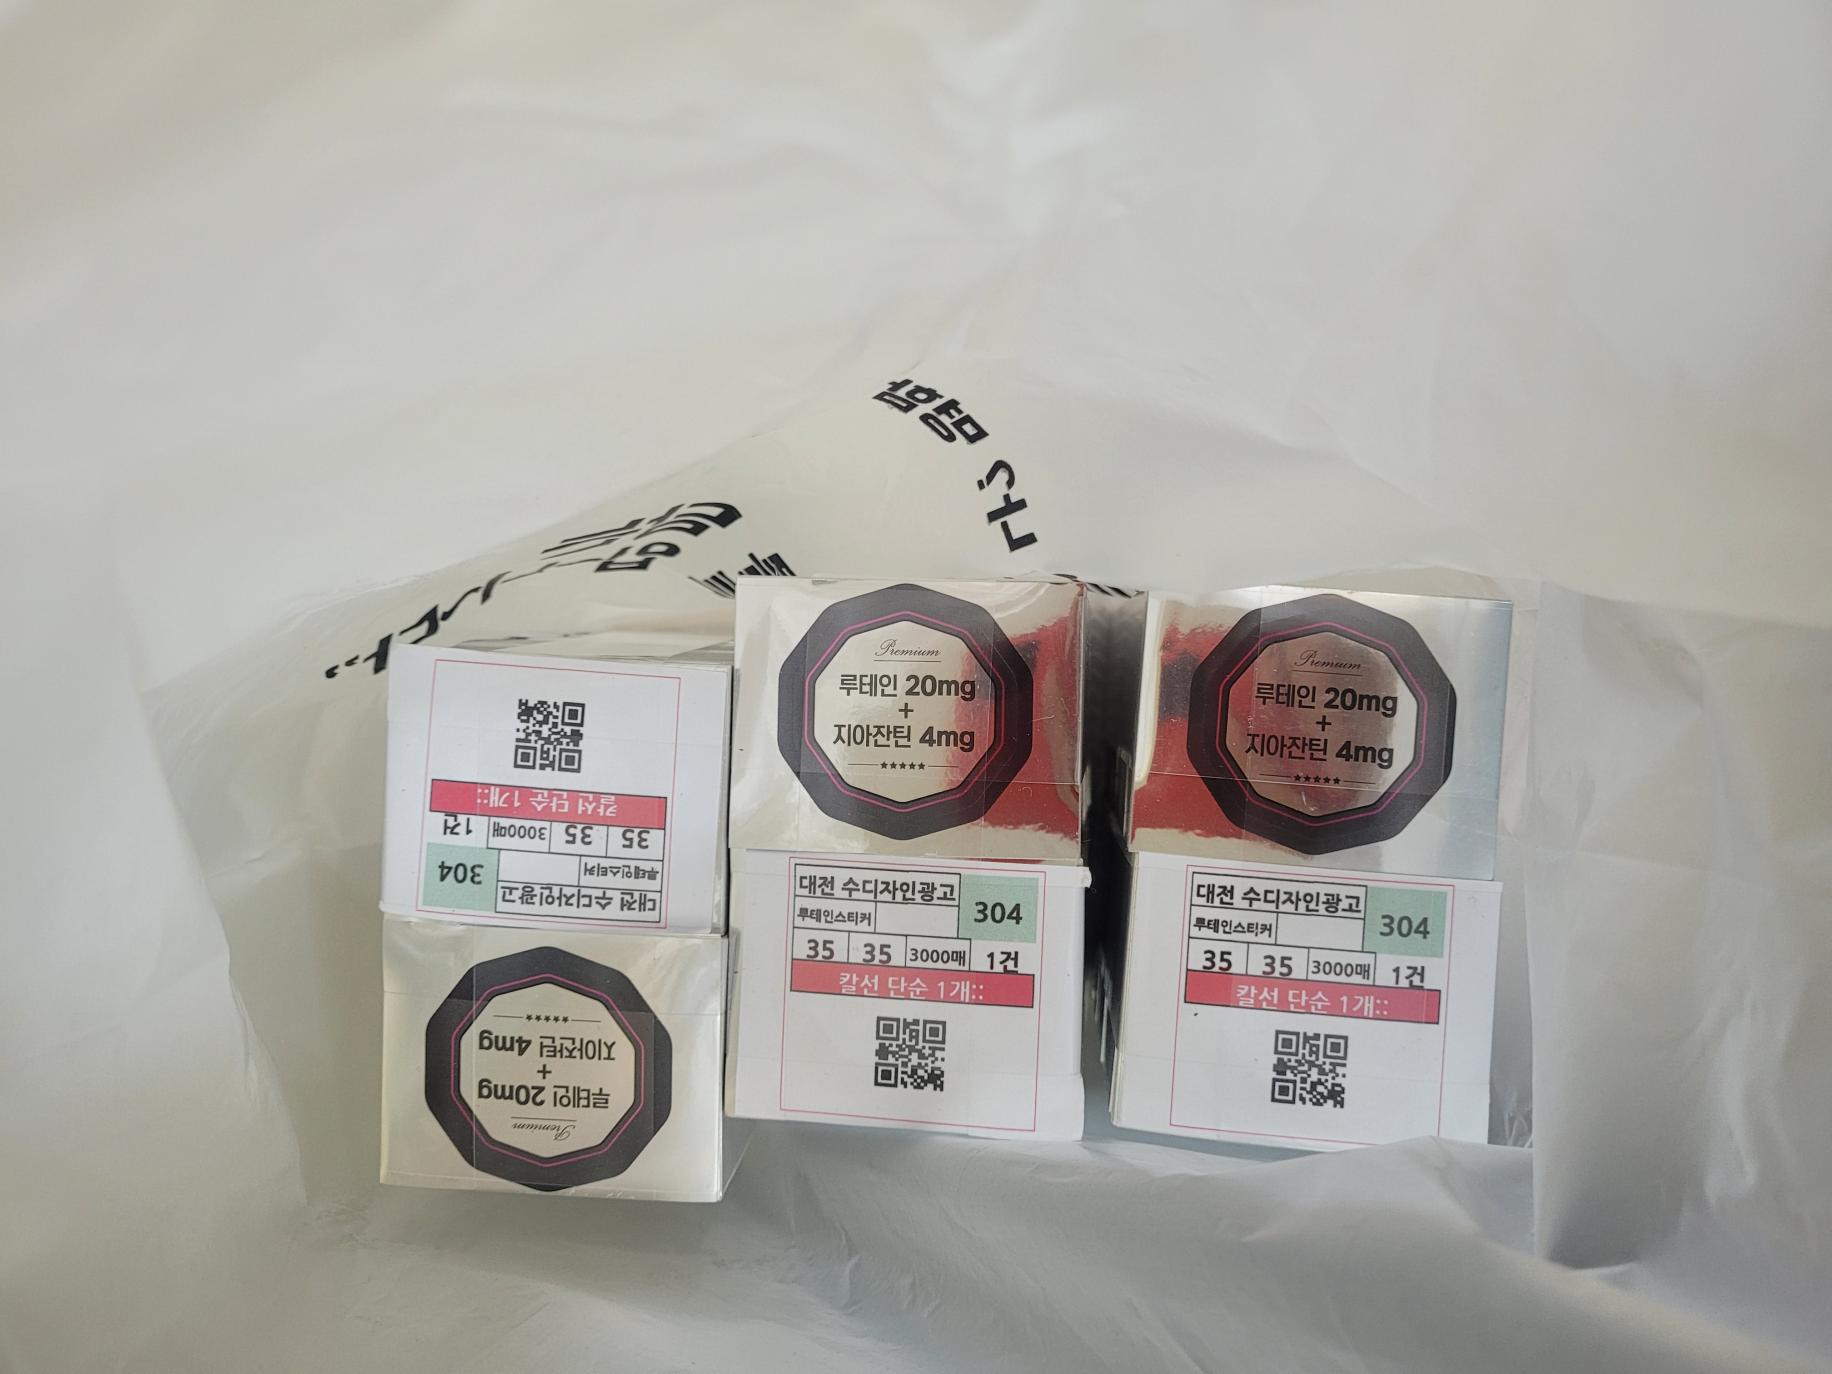 Premium
루테인 20mg
+
지아잔틴 4mg
★★★★★
Premium
루테인 20mg
+
지아잔틴 4mg
★★★★★
대전 수디자인광고
304
루테인스티커
35 35 3000매 1건
칼선 단순 1개::
대전 수디자인광고
304
루테인스티커
35 35 3000매 1건
칼선 단순 1개::
대전 수디자인광고
304
루테인스티커
35 35 3000매 1건
칼선 단순 1개::
Premium
루테인 20mg
+
지아잔틴 4mg
★★★★★